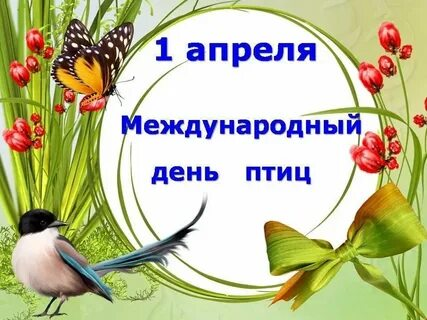 1 апреля
Международный
день птиц